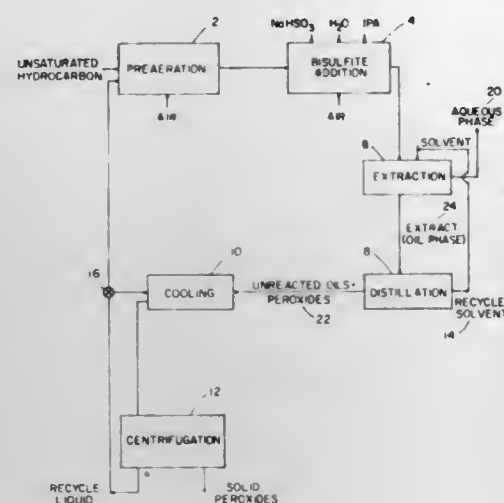 NaHSO3 H2O IPA
2
4
UNSATURATED
HYDROCARBON
PREAERATION
BISULFITE
ADDITION
20
AQUEOUS
PHASE
AIR
AIR
SOLVENT
6
EXTRACTION
24
EXTRACT
(OIL PHASE)
16
10
8
COOLING
UNREACTED OILS+
PEROXIDES
22
DISTILLATION
RECYCLE
SOLVENT
14
12
CENTRIFUGATION
RECYCLE
LIQUID
SOLID
PEROXIDES